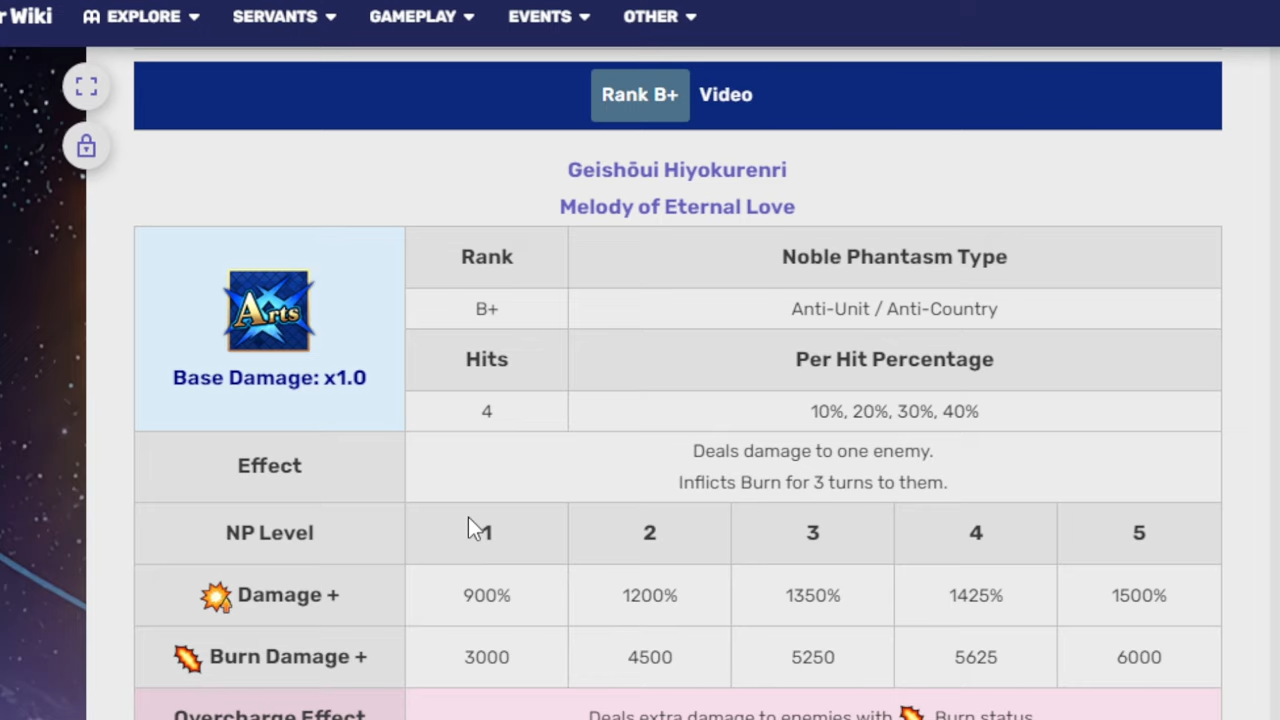 r Wiki EXPLORE SERVANTS GAMEPLAY EVENTS OTHER
Rank B+ Video
Geishōui Hiyokurenri
Melody of Eternal Love
Arts
Base Damage: x1.0
Rank Noble Phantasm Type
B+ Anti-Unit / Anti-Country
Hits Per Hit Percentage
4 10%, 20%, 30%, 40%
Effect
Deals damage to one enemy.
Inflicts Burn for 3 turns to them.
NP Level 1 2 3 4 5
Damage + 900% 1200% 1350% 1425% 1500%
Burn Damage + 3000 4500 5250 5625 6000
Overcharge Effect Deals extra damage to enemies with Burn status